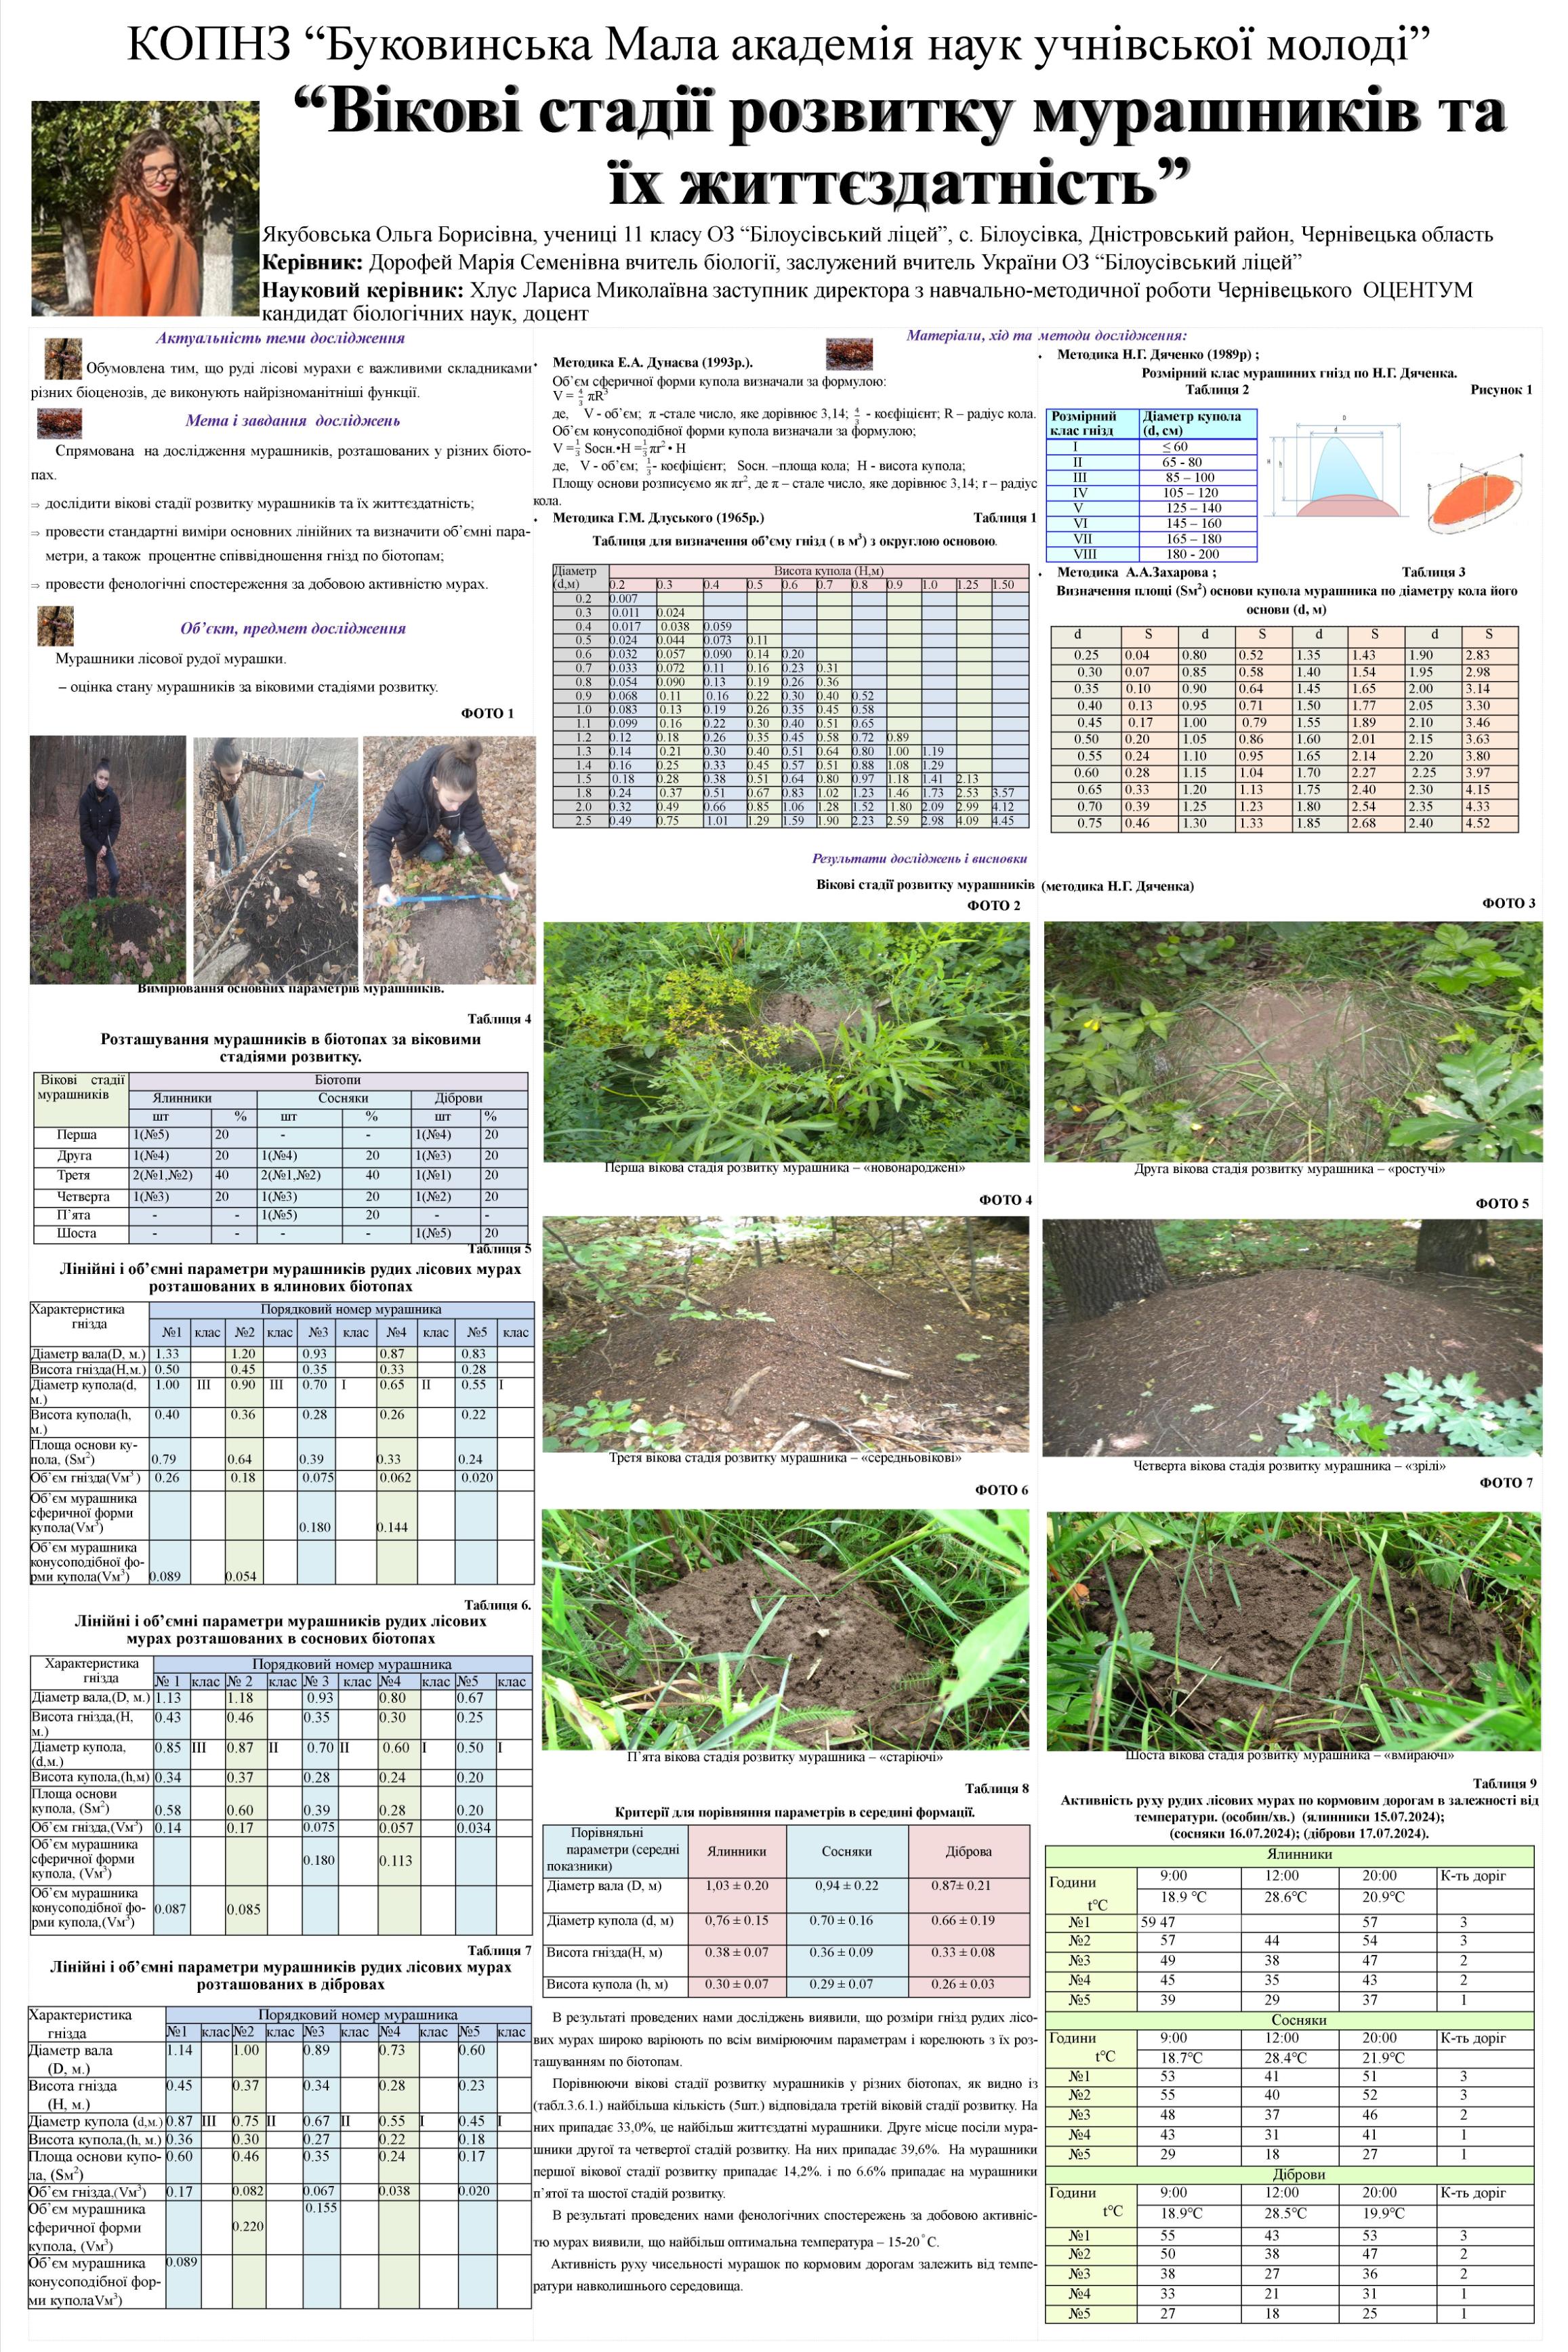 КОПНЗ “Буковинська Мала академія наук учнівської молоді”
“Вікові стадії розвитку мурашників та
їх життєздатність”
Якубовська Ольга Борисівна, учениці 11 класу ОЗ “Білоусівський ліцей”, с. Білоусівка, Дністровський район, Чернівецька область
Керівник: Дорофей Марія Семенівна вчитель біології, заслужений вчитель України ОЗ “Білоусівський ліцей”
Науковий керівник: Хлус Лариса Миколаївна заступник директора з навчально-методичної роботи Чернівецького ОЦЕНТУМ
кандидат біологічних наук, доцент
Актуальність теми дослідження
Обумовлена тим, що руді лісові мурахи є важливими складниками
різних біоценозів, де виконують найрізноманітніші функції.
Мета і завдання досліджень
Спрямована на дослідження мурашників, розташованих у різних біото-
пах.
⇒ дослідити вікові стадії розвитку мурашників та їх життєздатність;
⇒ провести стандартні виміри основних лінійних та визначити об’ємні пара-
метри, а також процентне співвідношення гнізд по біотопам;
⇒ провести фенологічні спостереження за добовою активністю мурах.
Об’єкт, предмет дослідження
Мурашники лісової рудої мурашки.
– оцінка стану мурашників за віковими стадіями розвитку.
ФОТО 1
Вимірювання основних параметрів мурашників.
Таблиця 4
Розташування мурашників в біотопах за віковими
стадіями розвитку.
Вікові стадії мурашників Біотопи
Ялинники Сосняки Діброви
шт % шт % шт %
Перша 1(№5) 20 - - 1(№4) 20
Друга 1(№4) 20 1(№4) 20 1(№3) 20
Третя 2(№1,№2) 40 2(№1,№2) 40 1(№1) 20
Четверта 1(№3) 20 1(№3) 20 1(№2) 20
П’ята - - 1(№5) 20 - -
Шоста - - - - 1(№5) 20
Таблиця 5
Лінійні і об’ємні параметри мурашників рудих лісових мурах
розташованих в ялинових біотопах
Характеристика гнізда Порядковий номер мурашника
№1 клас №2 клас №3 клас №4 клас №5 клас
Діаметр вала(D, м.) 1.33 1.20 0.93 0.87 0.83
Висота гнізда(H,м.) 0.50 0.45 0.35 0.33 0.28
Діаметр купола(d, м.) 1.00 III 0.90 III 0.70 I 0.65 II 0.55 I
Висота купола(h, м.) 0.40 0.36 0.28 0.26 0.22
Площа основи ку-
пола, (Sм²) 0.79 0.64 0.39 0.33 0.24
Об’єм гнізда(Vм³ ) 0.26 0.18 0.075 0.062 0.020
Об’єм мурашника
сферичної форми
купола(Vм³) 0.180 0.144
Об’єм мурашника
конусоподібної фо-
рми купола(Vм³) 0.089 0.054
Таблиця 6.
Лінійні і об’ємні параметри мурашників рудих лісових
мурах розташованих в соснових біотопах
Характеристика гнізда Порядковий номер мурашника
№ 1 клас № 2 клас № 3 клас №4 клас №5 клас
Діаметр вала,(D, м.) 1.13 1.18 0.93 0.80 0.67
Висота гнізда,(H, м.) 0.43 0.46 0.35 0.30 0.25
Діаметр купола, (d,м.) 0.85 III 0.87 II 0.70 II 0.60 I 0.50 I
Висота купола,(h,м) 0.34 0.37 0.28 0.24 0.20
Площа основи
купола, (Sм²) 0.58 0.60 0.39 0.28 0.20
Об’єм гнізда,(Vм³) 0.14 0.17 0.075 0.057 0.034
Об’єм мурашника
сферичної форми
купола, (Vм³) 0.180 0.113
Об’єм мурашника
конусоподібної фо-
рми купола,(Vм³) 0.087 0.085
Таблиця 7
Лінійні і об’ємні параметри мурашників рудих лісових мурах
розташованих в дібровах
Характеристика гнізда Порядковий номер мурашника
№1 клас №2 клас №3 клас №4 клас №5 клас
Діаметр вала (D, м.) 1.14 1.00 0.89 0.73 0.60
Висота гнізда (H, м.) 0.45 0.37 0.34 0.28 0.23
Діаметр купола (d,м.) 0.87 III 0.75 II 0.67 II 0.55 I 0.45 I
Висота купола,(h, м.) 0.36 0.30 0.27 0.22 0.18
Площа основи купо-
ла, (Sм²) 0.60 0.46 0.35 0.24 0.17
Об’єм гнізда,(Vм³) 0.17 0.082 0.067 0.038 0.020
Об’єм мурашника
сферичної форми
купола, (Vм³) 0.220 0.155
Об’єм мурашника
конусоподібної фор-
ми куполаVм³) 0.089
Матеріали, хід та методи дослідження:
• Методика Е.А. Дунаєва (1993р.).
Об’єм сферичної форми купола визначали за формулою:
V = 4/3 πR³
де, V - об’єм; π -стале число, яке дорівнює 3,14; 4/3 - коефіцієнт; R – радіус кола.
Об’єм конусоподібної форми купола визначали за формулою;
V =1/3 Sосн.•H =1/3 πr² • H
де, V - об’єм; 1/3- коєфіцієнт; Sосн. –площа кола; H - висота купола;
Площу основи розписуємо як πr², де π – стале число, яке дорівнює 3,14; r – радіус
кола.
• Методика Г.М. Длуського (1965р.) Таблиця 1
Таблиця для визначення об’єму гнізд ( в м³) з округлою основою.
Діаметр (d,м) Висота купола (H,м)
0.2 0.3 0.4 0.5 0.6 0.7 0.8 0.9 1.0 1.25 1.50
0.2 0.007
0.3 0.011 0.024
0.4 0.017 0.038 0.059
0.5 0.024 0.044 0.073 0.11
0.6 0.032 0.057 0.090 0.14 0.20
0.7 0.033 0.072 0.11 0.16 0.23 0.31
0.8 0.054 0.090 0.13 0.19 0.26 0.36
0.9 0.068 0.11 0.16 0.22 0.30 0.40 0.52
1.0 0.083 0.13 0.19 0.26 0.35 0.45 0.58
1.1 0.099 0.16 0.22 0.30 0.40 0.51 0.65
1.2 0.12 0.18 0.26 0.35 0.45 0.58 0.72 0.89
1.3 0.14 0.21 0.30 0.40 0.51 0.64 0.80 1.00 1.19
1.4 0.16 0.25 0.33 0.45 0.57 0.51 0.88 1.08 1.29
1.5 0.18 0.28 0.38 0.51 0.64 0.80 0.97 1.18 1.41 2.13
1.8 0.24 0.37 0.51 0.67 0.83 1.02 1.23 1.46 1.73 2.53 3.57
2.0 0.32 0.49 0.66 0.85 1.06 1.28 1.52 1.80 2.09 2.99 4.12
2.5 0.49 0.75 1.01 1.29 1.59 1.90 2.23 2.59 2.98 4.09 4.45
• Методика Н.Г. Дяченко (1989р) ;
Розмірний клас мурашиних гнізд по Н.Г. Дяченка.
Таблиця 2 Рисунок 1
Розмірний клас гнізд Діаметр купола (d, см)
I ≤ 60
II 65 - 80
III 85 – 100
IV 105 – 120
V 125 – 140
VI 145 – 160
VII 165 – 180
VIII 180 - 200
D
d
• Методика А.А.Захарова ; Таблиця 3
Визначення площі (Sм²) основи купола мурашника по діаметру кола його
основи (d, м)
d S d S d S d S
0.25 0.04 0.80 0.52 1.35 1.43 1.90 2.83
0.30 0.07 0.85 0.58 1.40 1.54 1.95 2.98
0.35 0.10 0.90 0.64 1.45 1.65 2.00 3.14
0.40 0.13 0.95 0.71 1.50 1.77 2.05 3.30
0.45 0.17 1.00 0.79 1.55 1.89 2.10 3.46
0.50 0.20 1.05 0.86 1.60 2.01 2.15 3.63
0.55 0.24 1.10 0.95 1.65 2.14 2.20 3.80
0.60 0.28 1.15 1.04 1.70 2.27 2.25 3.97
0.65 0.33 1.20 1.13 1.75 2.40 2.30 4.15
0.70 0.39 1.25 1.23 1.80 2.54 2.35 4.33
0.75 0.46 1.30 1.33 1.85 2.68 2.40 4.52
Результати досліджень і висновки
Вікові стадії розвитку мурашників (методика Н.Г. Дяченка)
ФОТО 2
ФОТО 3
Перша вікова стадія розвитку мурашника – «новонароджені»
Друга вікова стадія розвитку мурашника – «ростучі»
ФОТО 4
ФОТО 5
Третя вікова стадія розвитку мурашника – «середньовікові»
Четверта вікова стадія розвитку мурашника – «зрілі»
ФОТО 6
ФОТО 7
П’ята вікова стадія розвитку мурашника – «старіючі»
Шоста вікова стадія розвитку мурашника – «вмираючі»
Таблиця 8
Критерії для порівняння параметрів в середині формації.
Порівняльні параметри (середні показники) Ялинники Сосняки Діброва
Діаметр вала (D, м) 1,03 ± 0.20 0,94 ± 0.22 0.87± 0.21
Діаметр купола (d, м) 0,76 ± 0.15 0.70 ± 0.16 0.66 ± 0.19
Висота гнізда(H, м) 0.38 ± 0.07 0.36 ± 0.09 0.33 ± 0.08
Висота купола (h, м) 0.30 ± 0.07 0.29 ± 0.07 0.26 ± 0,03
В результаті проведених нами досліджень виявили, що розміри гнізд рудих лісо-
вих мурах широко варіюють по всім вимірюючим параметрам і корелюють з їх роз-
ташуванням по біотопам.
Порівнюючи вікові стадії розвитку мурашників у різних біотопах, як видно із
(табл.3.6.1.) найбільша кількість (5шт.) відповідала третій віковій стадії розвитку. На
них припадає 33,0%, це найбільш життєздатні мурашники. Друге місце посіли мура-
шники другої та четвертої стадій розвитку. На них припадає 39,6%. На мурашники
першої вікової стадії розвитку припадає 14,2%. і по 6.6% припадає на мурашники
п’ятої та шостої стадій розвитку.
В результаті проведених нами фенологічних спостережень за добовою активніс-
тю мурах виявили, що найбільш оптимальна температура – 15-20˚С.
Активність руху чисельності мурашок по кормовим дорогам залежить від темпе-
ратури навколишнього середовища.
Таблиця 9
Активність руху рудих лісових мурах по кормовим дорогам в залежності від
температури. (особин/хв.) (ялинники 15.07.2024);
(сосняки 16.07.2024); (діброви 17.07.2024).
Ялинники
Години 9:00 12:00 20:00 К-ть доріг
t°С 18.9 °С 28.6°С 20.9°С
№1 59 47 57 3
№2 57 44 54 3
№3 49 38 47 2
№4 45 35 43 2
№5 39 29 37 1
Сосняки
Години 9:00 12:00 20:00 К-ть доріг
t°С 18.7°С 28.4°С 21.9°С
№1 53 41 51 3
№2 55 40 52 3
№3 48 37 46 2
№4 43 31 41 1
№5 29 18 27 1
Діброви
Години 9:00 12:00 20:00 К-ть доріг
t°С 18.9°С 28.5°С 19.9°С
№1 55 43 53 3
№2 50 38 47 2
№3 38 27 36 2
№4 33 21 31 1
№5 27 18 25 1